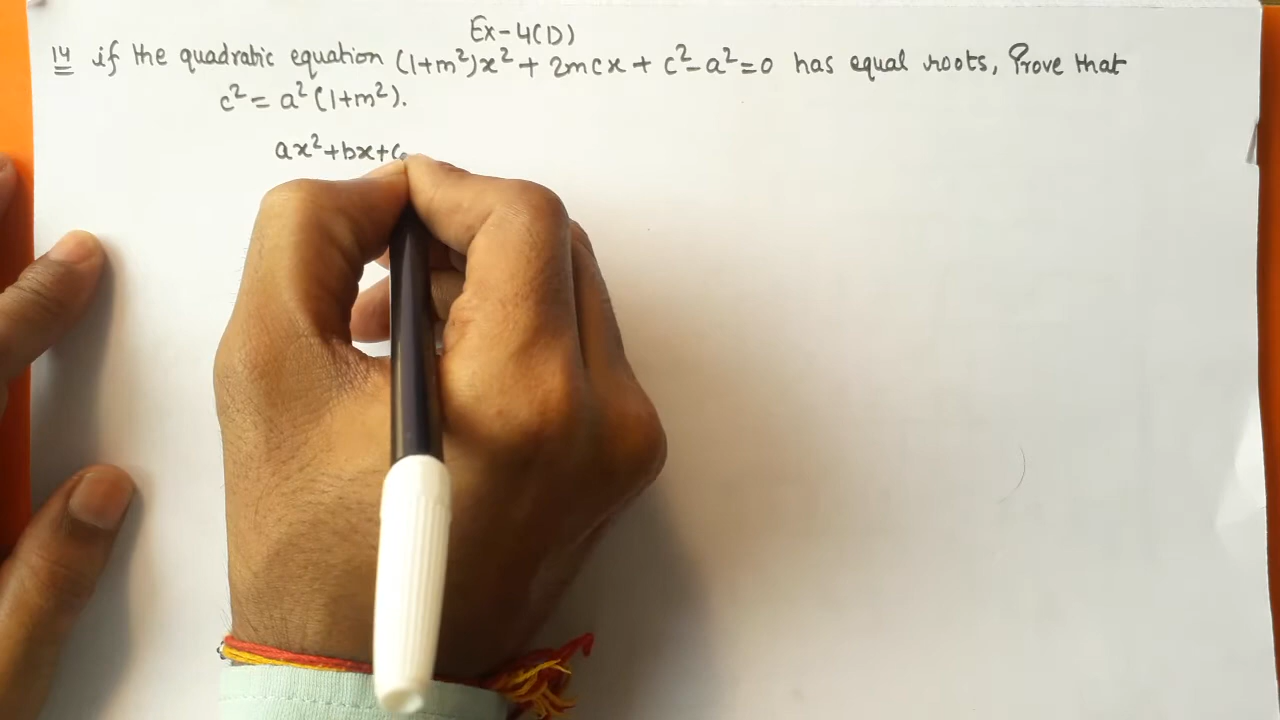 Ex-4(D)
14 if the quadratic equation (1+m²)x² + 2mcx + c²-a²=0 has equal roots, Prove that
c² = a²(1+m²).
ax²+bx+c